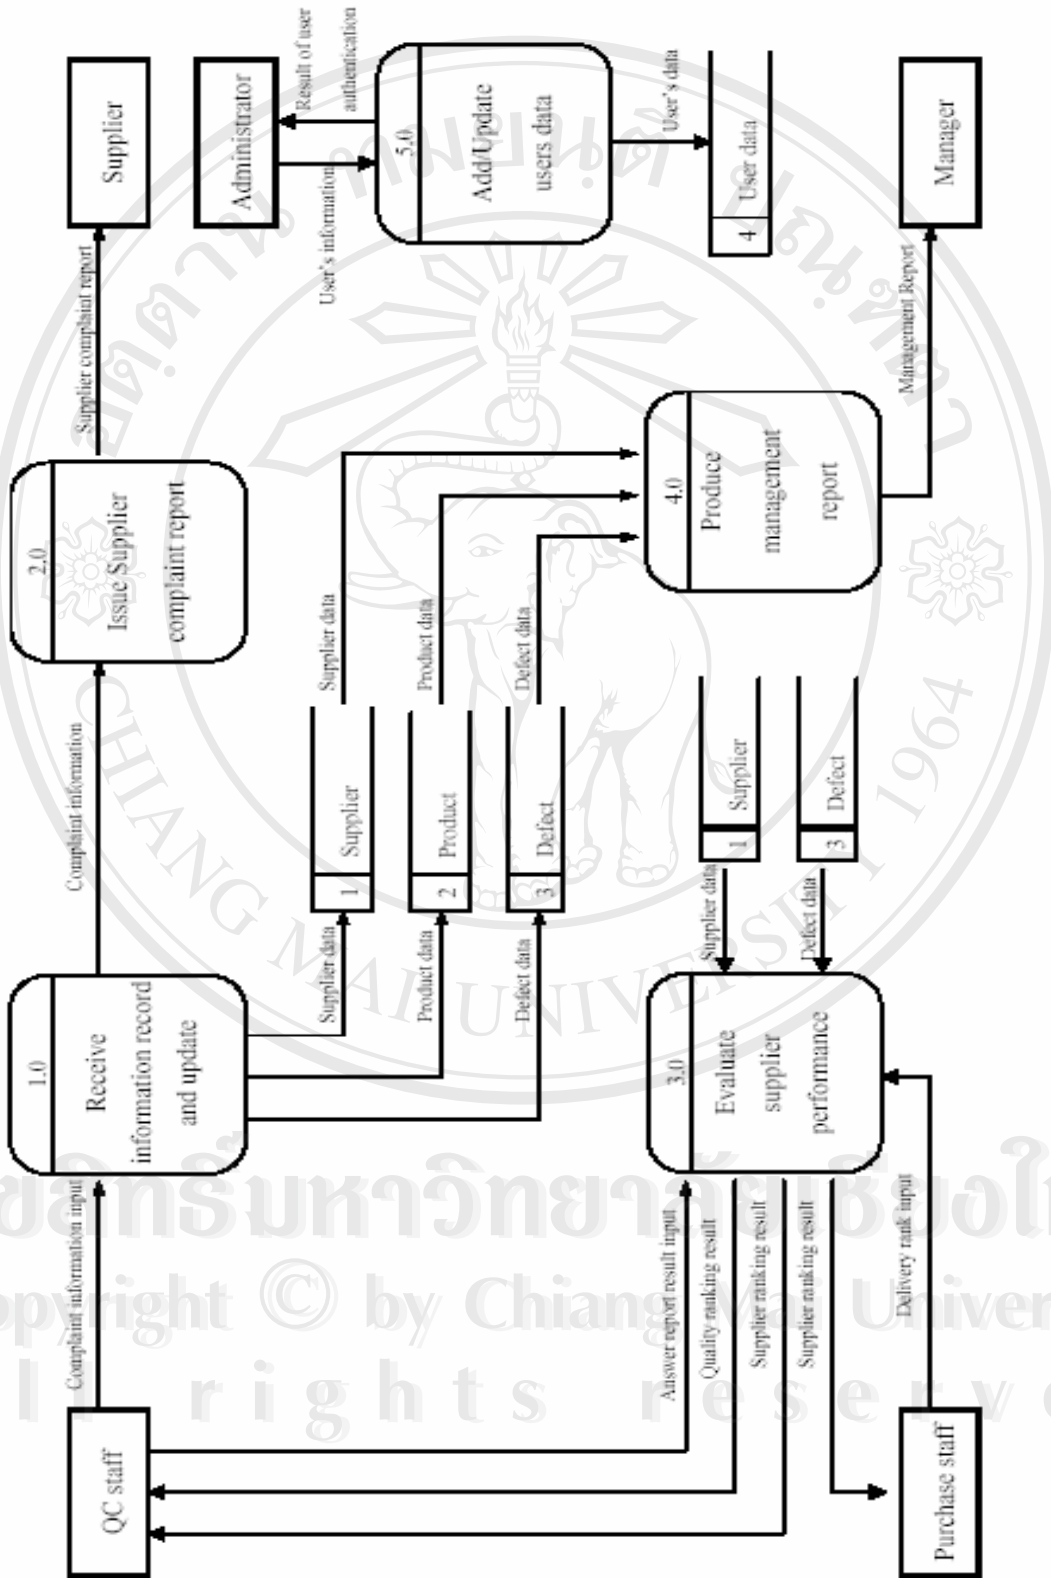 QC staff
Complaint information input
1.0
Receive
information record
and update
Complaint information
2.0
Issue Supplier
complaint report
Supplier complaint report
Supplier
Administrator
User's information
Result of user
authentication
5.0
Add/Update
users data
User's data
4 User data
Supplier data
1 Supplier
Supplier data
Product data
2 Product
Product data
Defect data
3 Defect
Defect data
4.0
Produce
management
report
Management Report
Manager
Answer report result input
Quality ranking result
Supplier ranking result
Supplier ranking result
3.0
Evaluate
supplier
performance
Supplier data
1 Supplier
Defect data
3 Defect
Delivery rank input
Purchase staff
CHIANG MAI UNIVERSITY 1964
opyright © by Chiang Mai Univer
l rights reserve